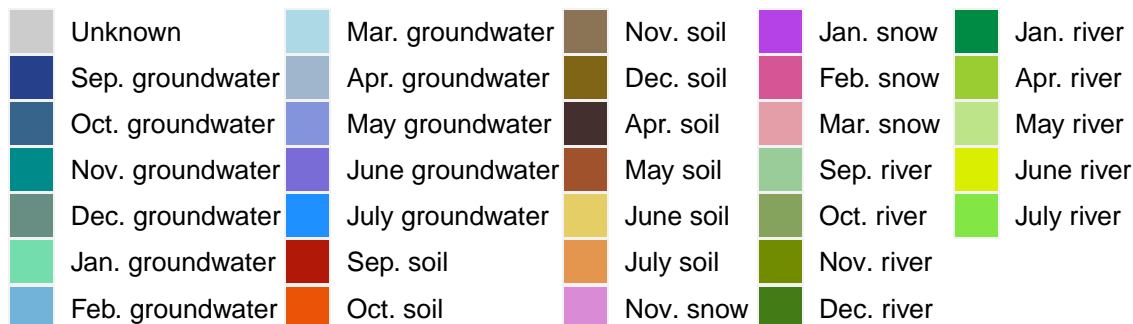 Unknown
Sep. groundwater
Oct. groundwater
Nov. groundwater
Dec. groundwater
Jan. groundwater
Feb. groundwater
Mar. groundwater
Apr. groundwater
May groundwater
June groundwater
July groundwater
Sep. soil
Oct. soil
Nov. soil
Dec. soil
Apr. soil
May soil
June soil
July soil
Nov. snow
Jan. snow
Feb. snow
Mar. snow
Sep. river
Oct. river
Nov. river
Dec. river
Jan. river
Apr. river
May river
June river
July river